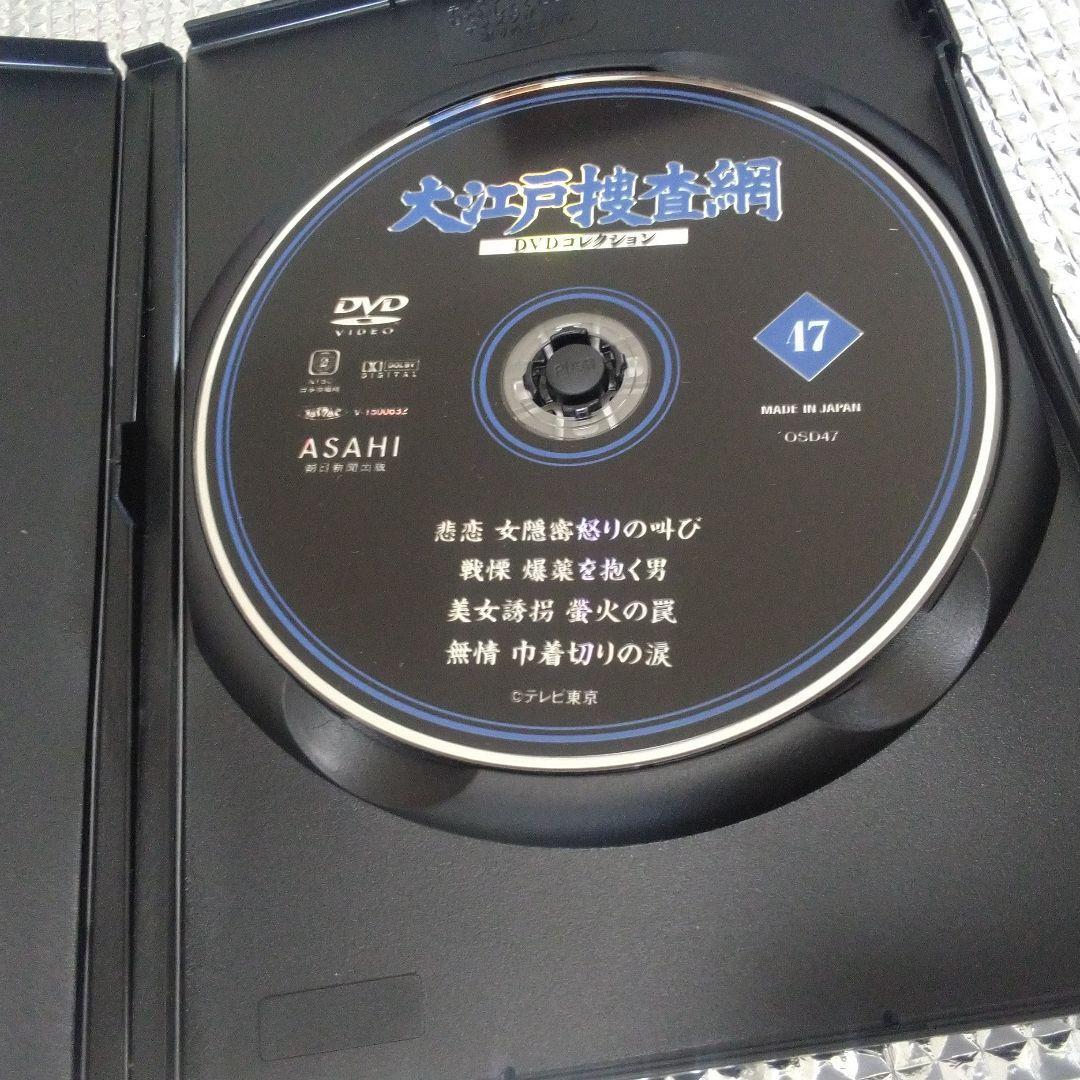 大江戸捜査網
DVDコレクション
DVD
VIDEO
47
DOLBY
DIGITAL
MADE IN JAPAN
OSD47
ASAHI
朝日新聞出版
悲恋 女隠密怒りの叫び
戦慄 爆薬を抱く男
美女誘拐 螢火の罠
無情 巾着切りの涙
©テレビ東京